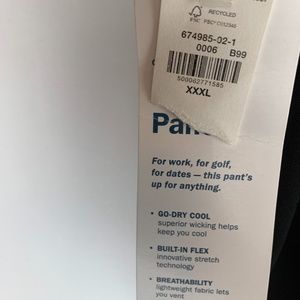 RECYCLED
FSC
674985-02-1
0006 B99
500062771585
XXXL
For work, for golf,
for dates — this pant's
up for anything.
• GO-DRY COOL
superior wicking helps
keep you cool
• BUILT-IN FLEX
innovative stretch
technology
• BREATHABILITY
lightweight fabric lets
you vent